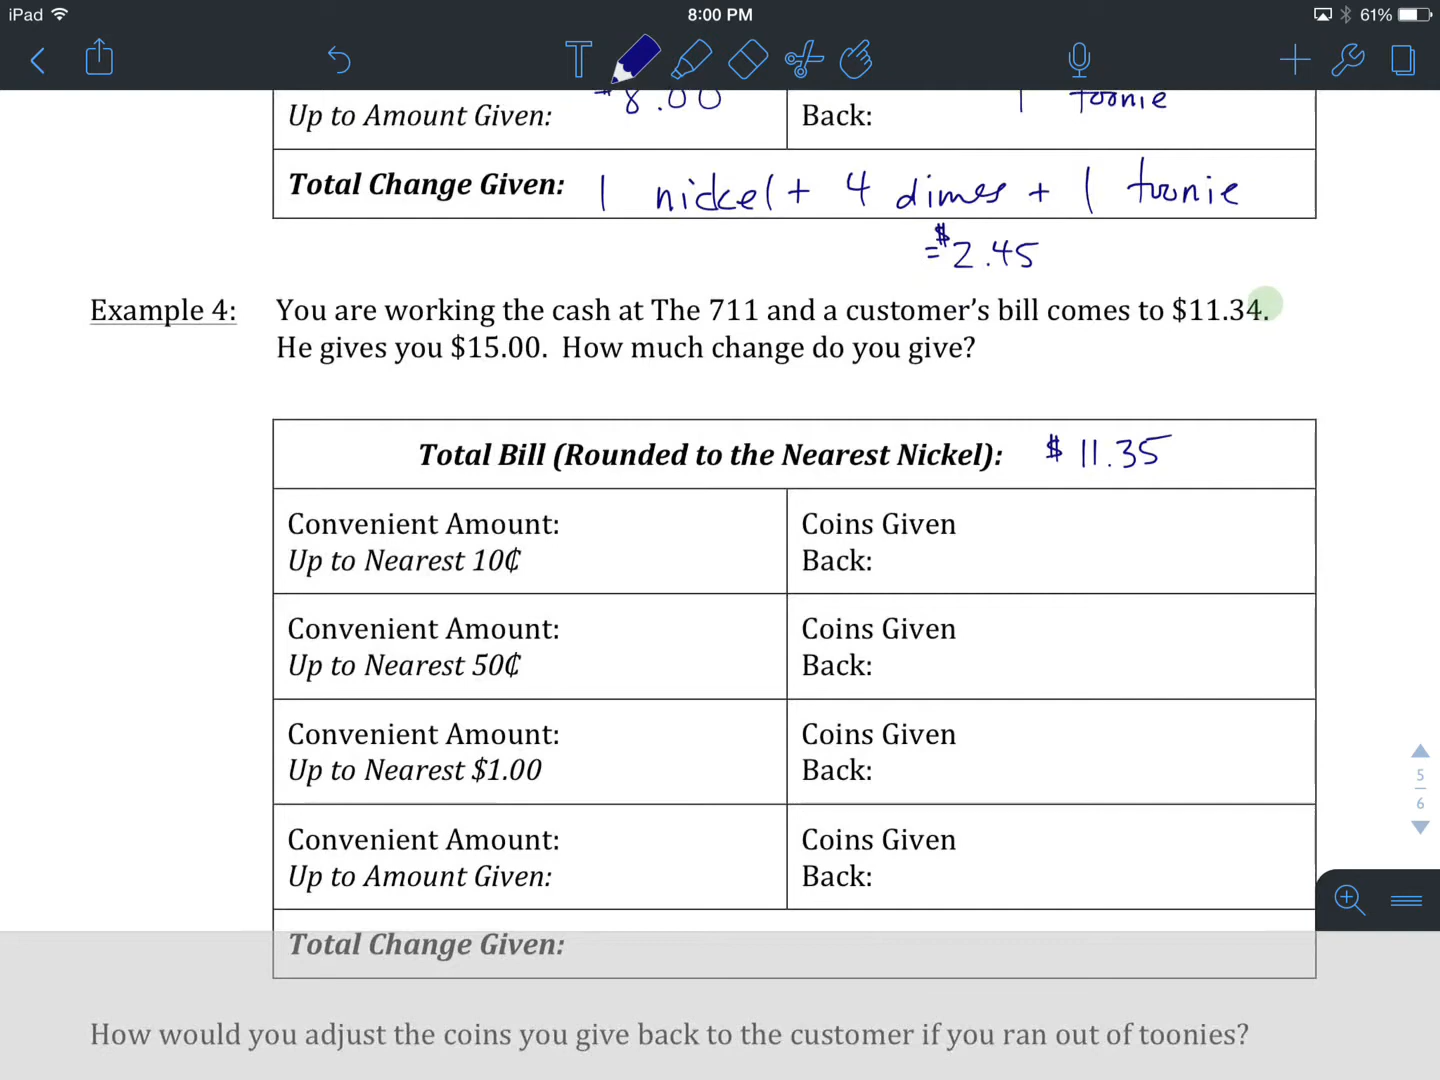 iPad
8:00 PM
61%
T
Up to Amount Given: $8.00
Back: 1 toonie
Total Change Given: 1 nickel + 4 dimes + 1 toonie
= $2.45
Example 4: You are working the cash at The 711 and a customer's bill comes to $11.34.
He gives you $15.00. How much change do you give?
Total Bill (Rounded to the Nearest Nickel): $ 11.35
Convenient Amount:
Up to Nearest 10₵
Coins Given
Back:
Convenient Amount:
Up to Nearest 50₵
Coins Given
Back:
Convenient Amount:
Up to Nearest $1.00
Coins Given
Back:
Convenient Amount:
Up to Amount Given:
Coins Given
Back:
5
6
Total Change Given:
How would you adjust the coins you give back to the customer if you ran out of toonies?